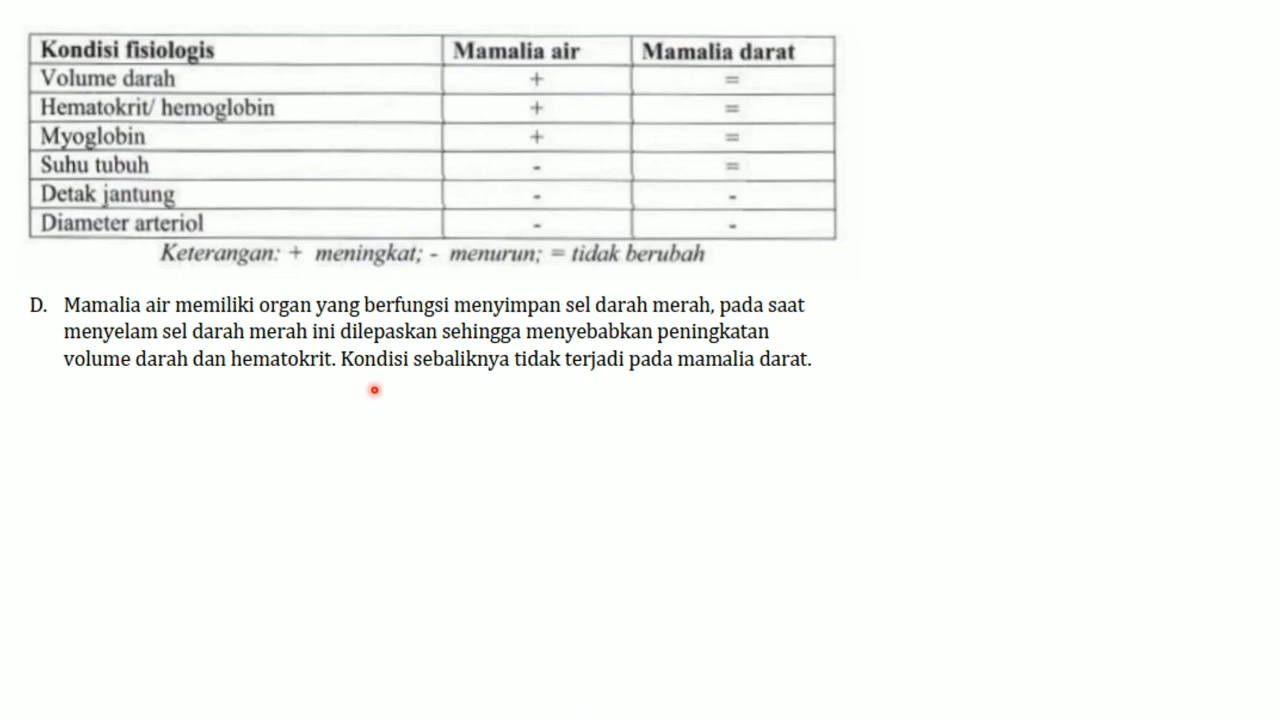 Kondisi fisiologis Mamalia air Mamalia darat
Volume darah + =
Hematokrit/ hemoglobin + =
Myoglobin + =
Suhu tubuh - =
Detak jantung - -
Diameter arteriol - -
Keterangan: + meningkat; - menurun; = tidak berubah
D. Mamalia air memiliki organ yang berfungsi menyimpan sel darah merah, pada saat
menyelam sel darah merah ini dilepaskan sehingga menyebabkan peningkatan
volume darah dan hematokrit. Kondisi sebaliknya tidak terjadi pada mamalia darat.